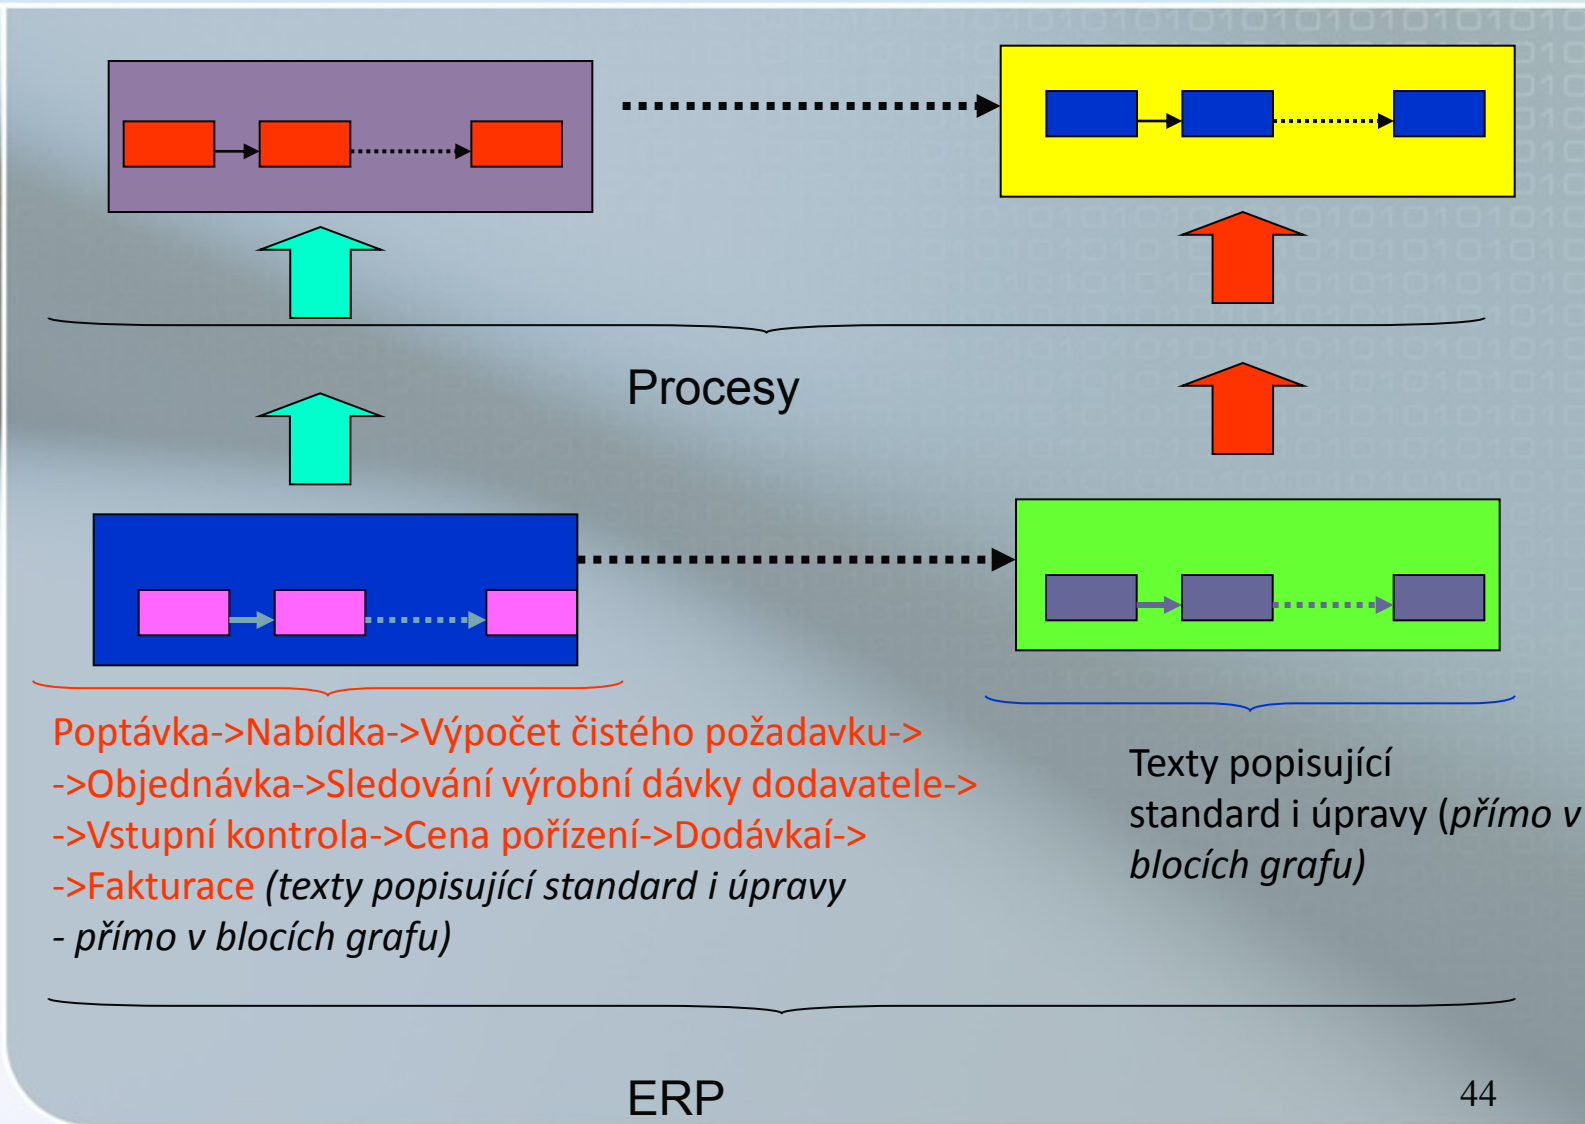 Procesy
Poptávka->Nabídka->Výpočet čistého požadavku->
->Objednávka->Sledování výrobní dávky dodavatele->
->Vstupní kontrola->Cena pořízení->Dodávkaí->
->Fakturace (texty popisující standard i úpravy
- přímo v blocích grafu)
Texty popisující
standard i úpravy (přímo v
blocích grafu)
ERP
44